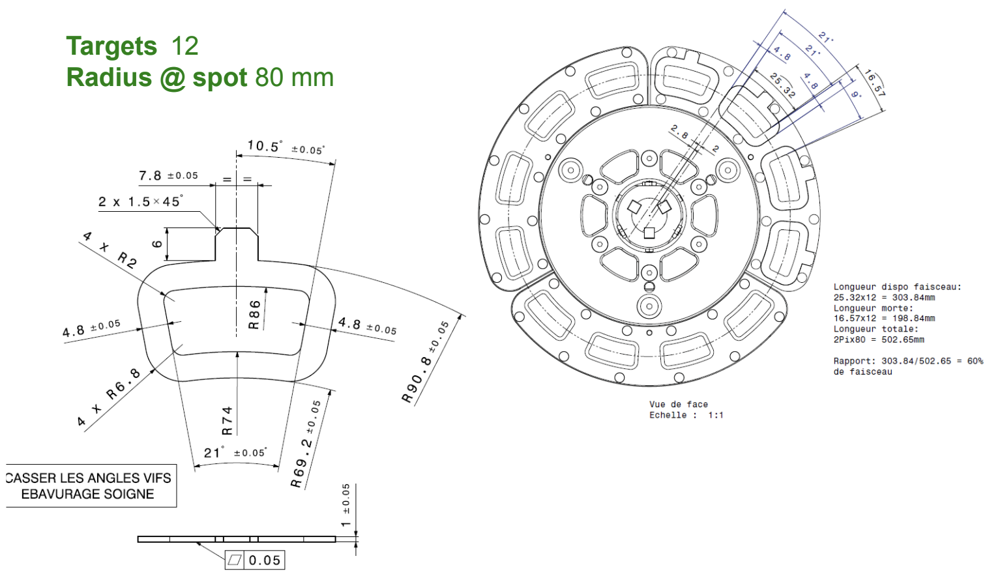 Targets 12
Radius @ spot 80 mm
10.5° ±0.05°
7.8 ±0.05
= =
2 x 1.5×45°
4 x R2
6
R86
4.8 ±0.05
4.8 ±0.05
4 x R6.8
R74
R90.8 ±0.05
R69.2 ±0.05
21° ±0.05°
CASSER LES ANGLES VIFS
EBAVURAGE SOIGNE
1 ±0.05
0.05
21°
21°
4.8
25.32
4.8
16.57
9°
2.8
2
Longueur dispo faisceau:
25.32x12 = 303.84mm
Longueur morte:
16.57x12 = 198.84mm
Longueur totale:
2Pix80 = 502.65mm
Rapport: 303.84/502.65 = 60%
de faisceau
Vue de face
Echelle : 1:1